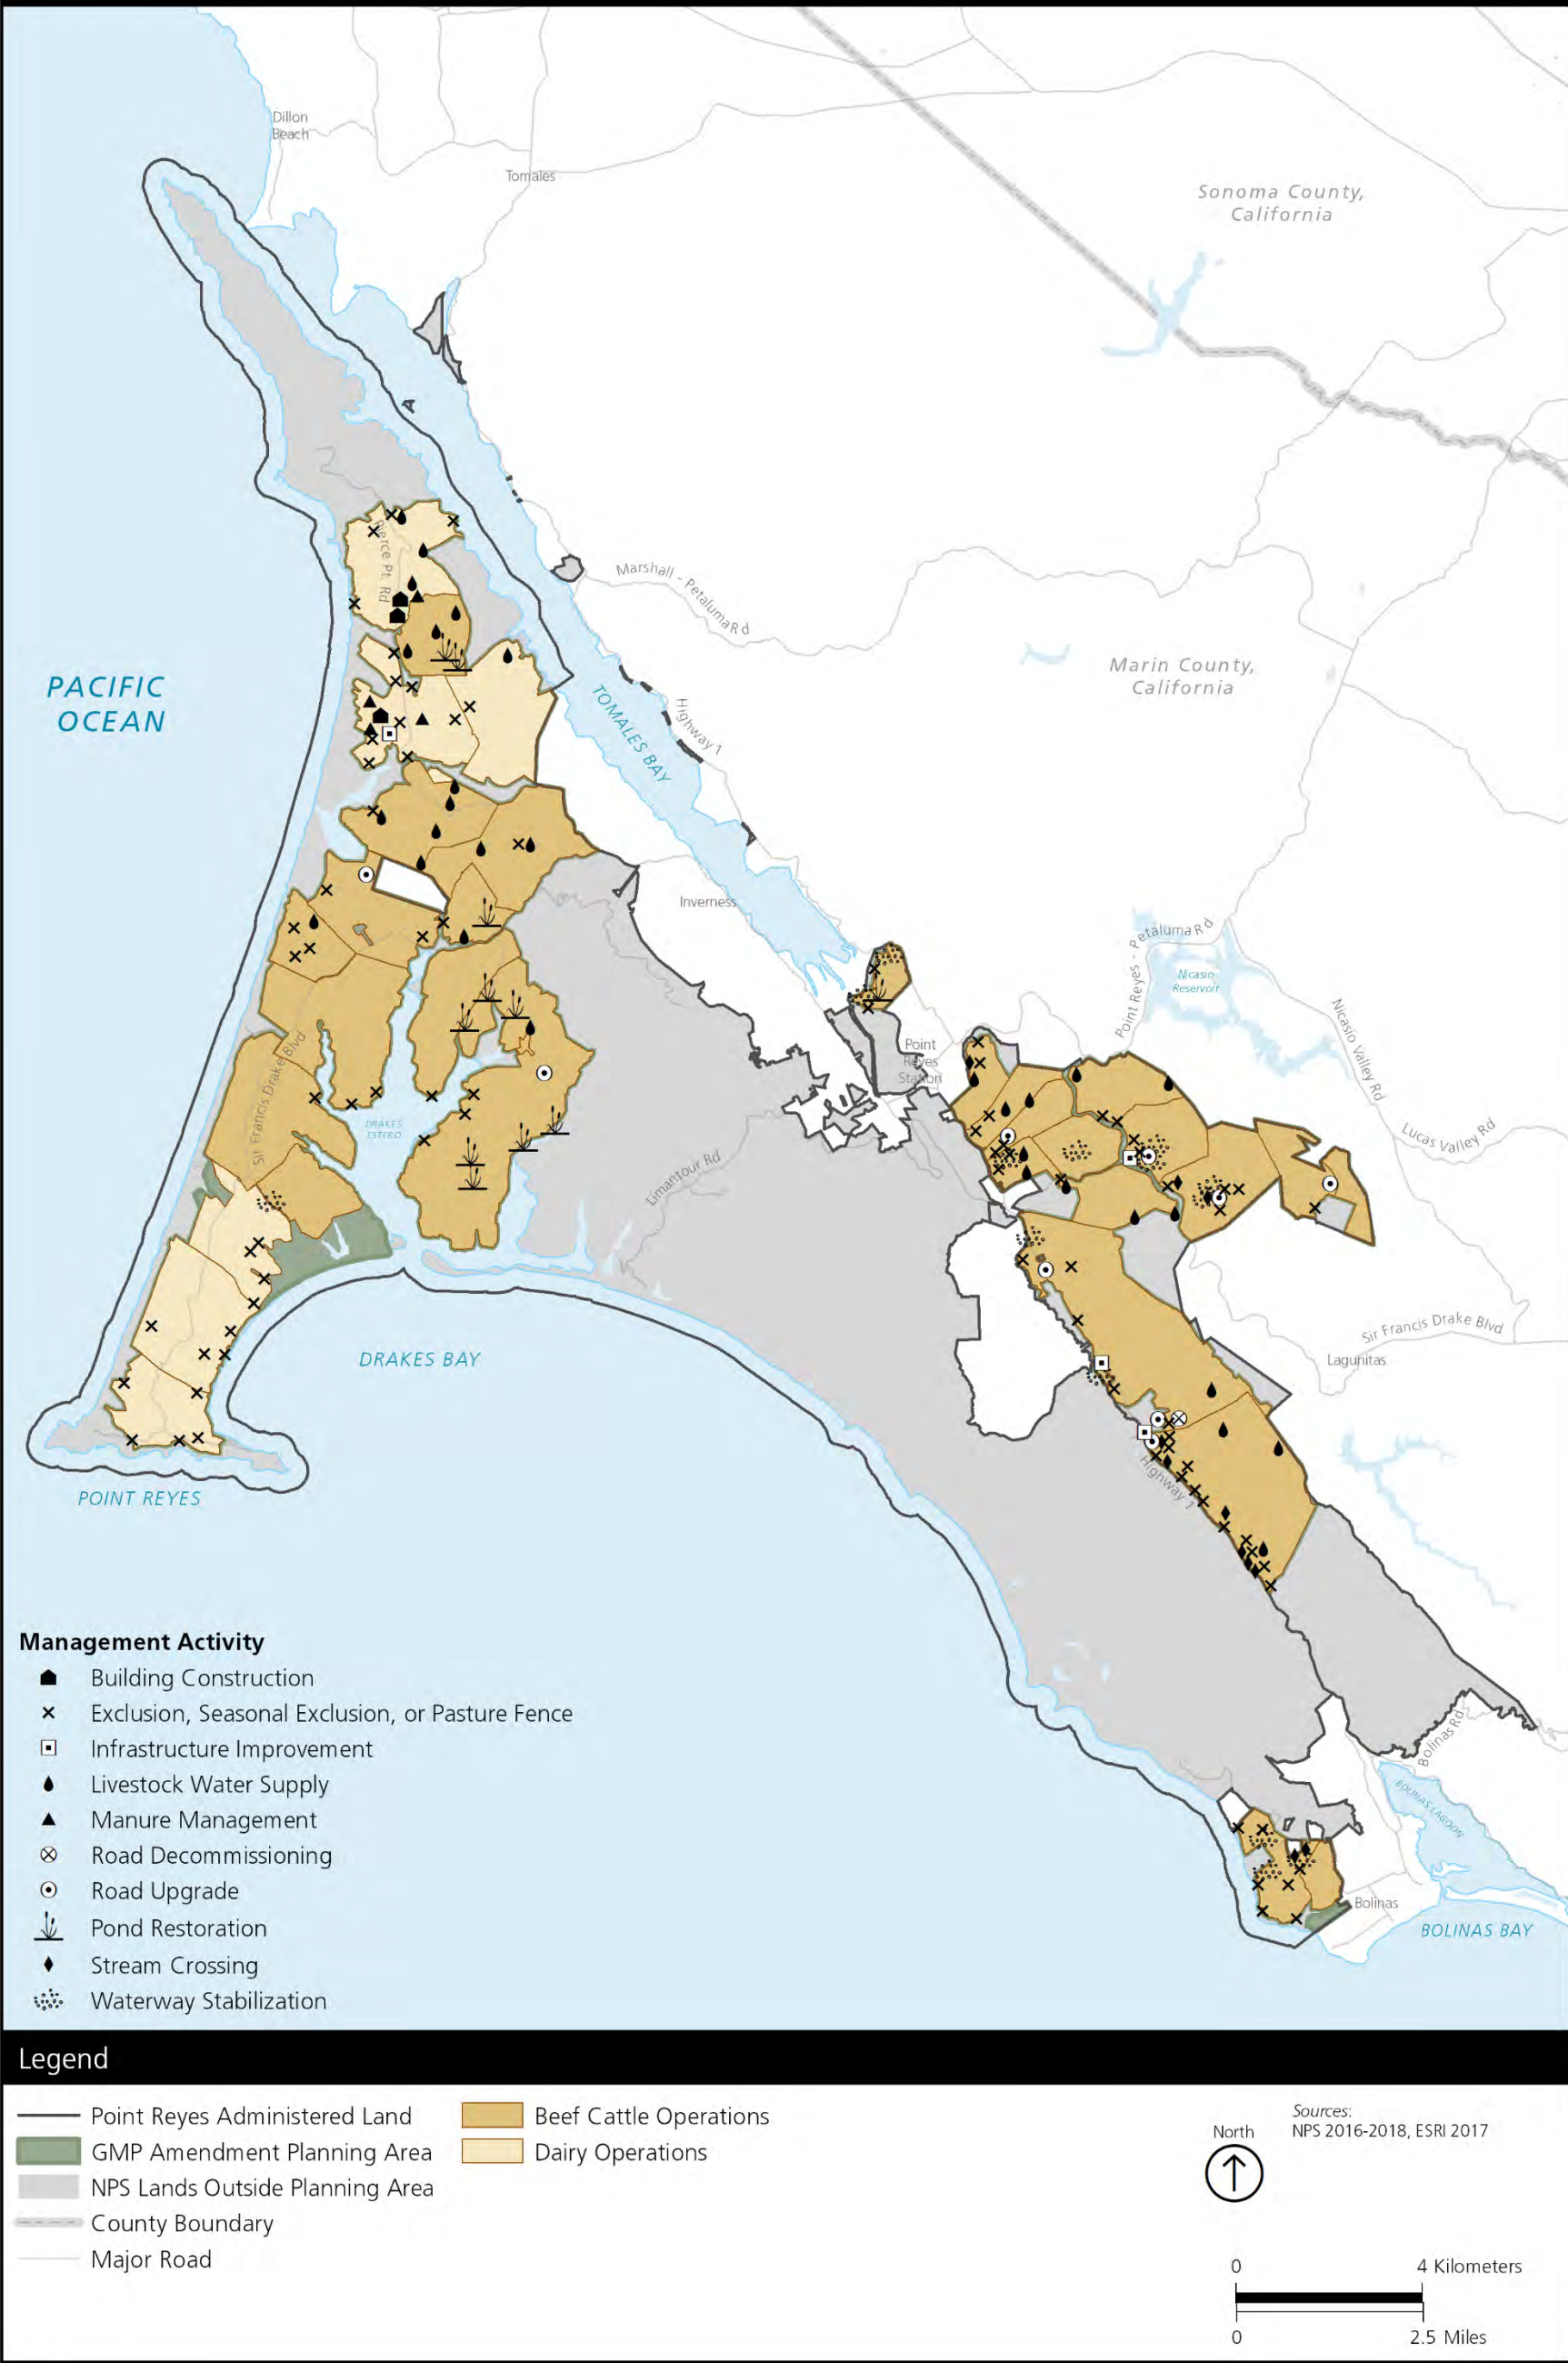 Dillon
Beach
Tomales
Sonoma County,
California
Pierce Pt. Rd
Marshall - Petaluma Rd
Marin County,
California
PACIFIC
OCEAN
TOMALES BAY
Highway 1
Inverness
Point Reyes - Petaluma Rd
Nicasio
Reservoir
Nicasio Valley Rd
Point
Reyes
Station
Sir Francis Drake Blvd
DRAKES
ESTERO
Lucas Valley Rd
Limantour Rd
Sir Francis Drake Blvd
Lagunitas
DRAKES BAY
POINT REYES
Highway 1
Bolinas Rd
BOLINAS LAGOON
Bolinas
BOLINAS BAY
Management Activity
Building Construction
Exclusion, Seasonal Exclusion, or Pasture Fence
Infrastructure Improvement
Livestock Water Supply
Manure Management
Road Decommissioning
Road Upgrade
Pond Restoration
Stream Crossing
Waterway Stabilization
Legend
Point Reyes Administered Land
GMP Amendment Planning Area
NPS Lands Outside Planning Area
County Boundary
Major Road
Beef Cattle Operations
Dairy Operations
North
Sources:
NPS 2016-2018, ESRI 2017
0 4 Kilometers
0 2.5 Miles